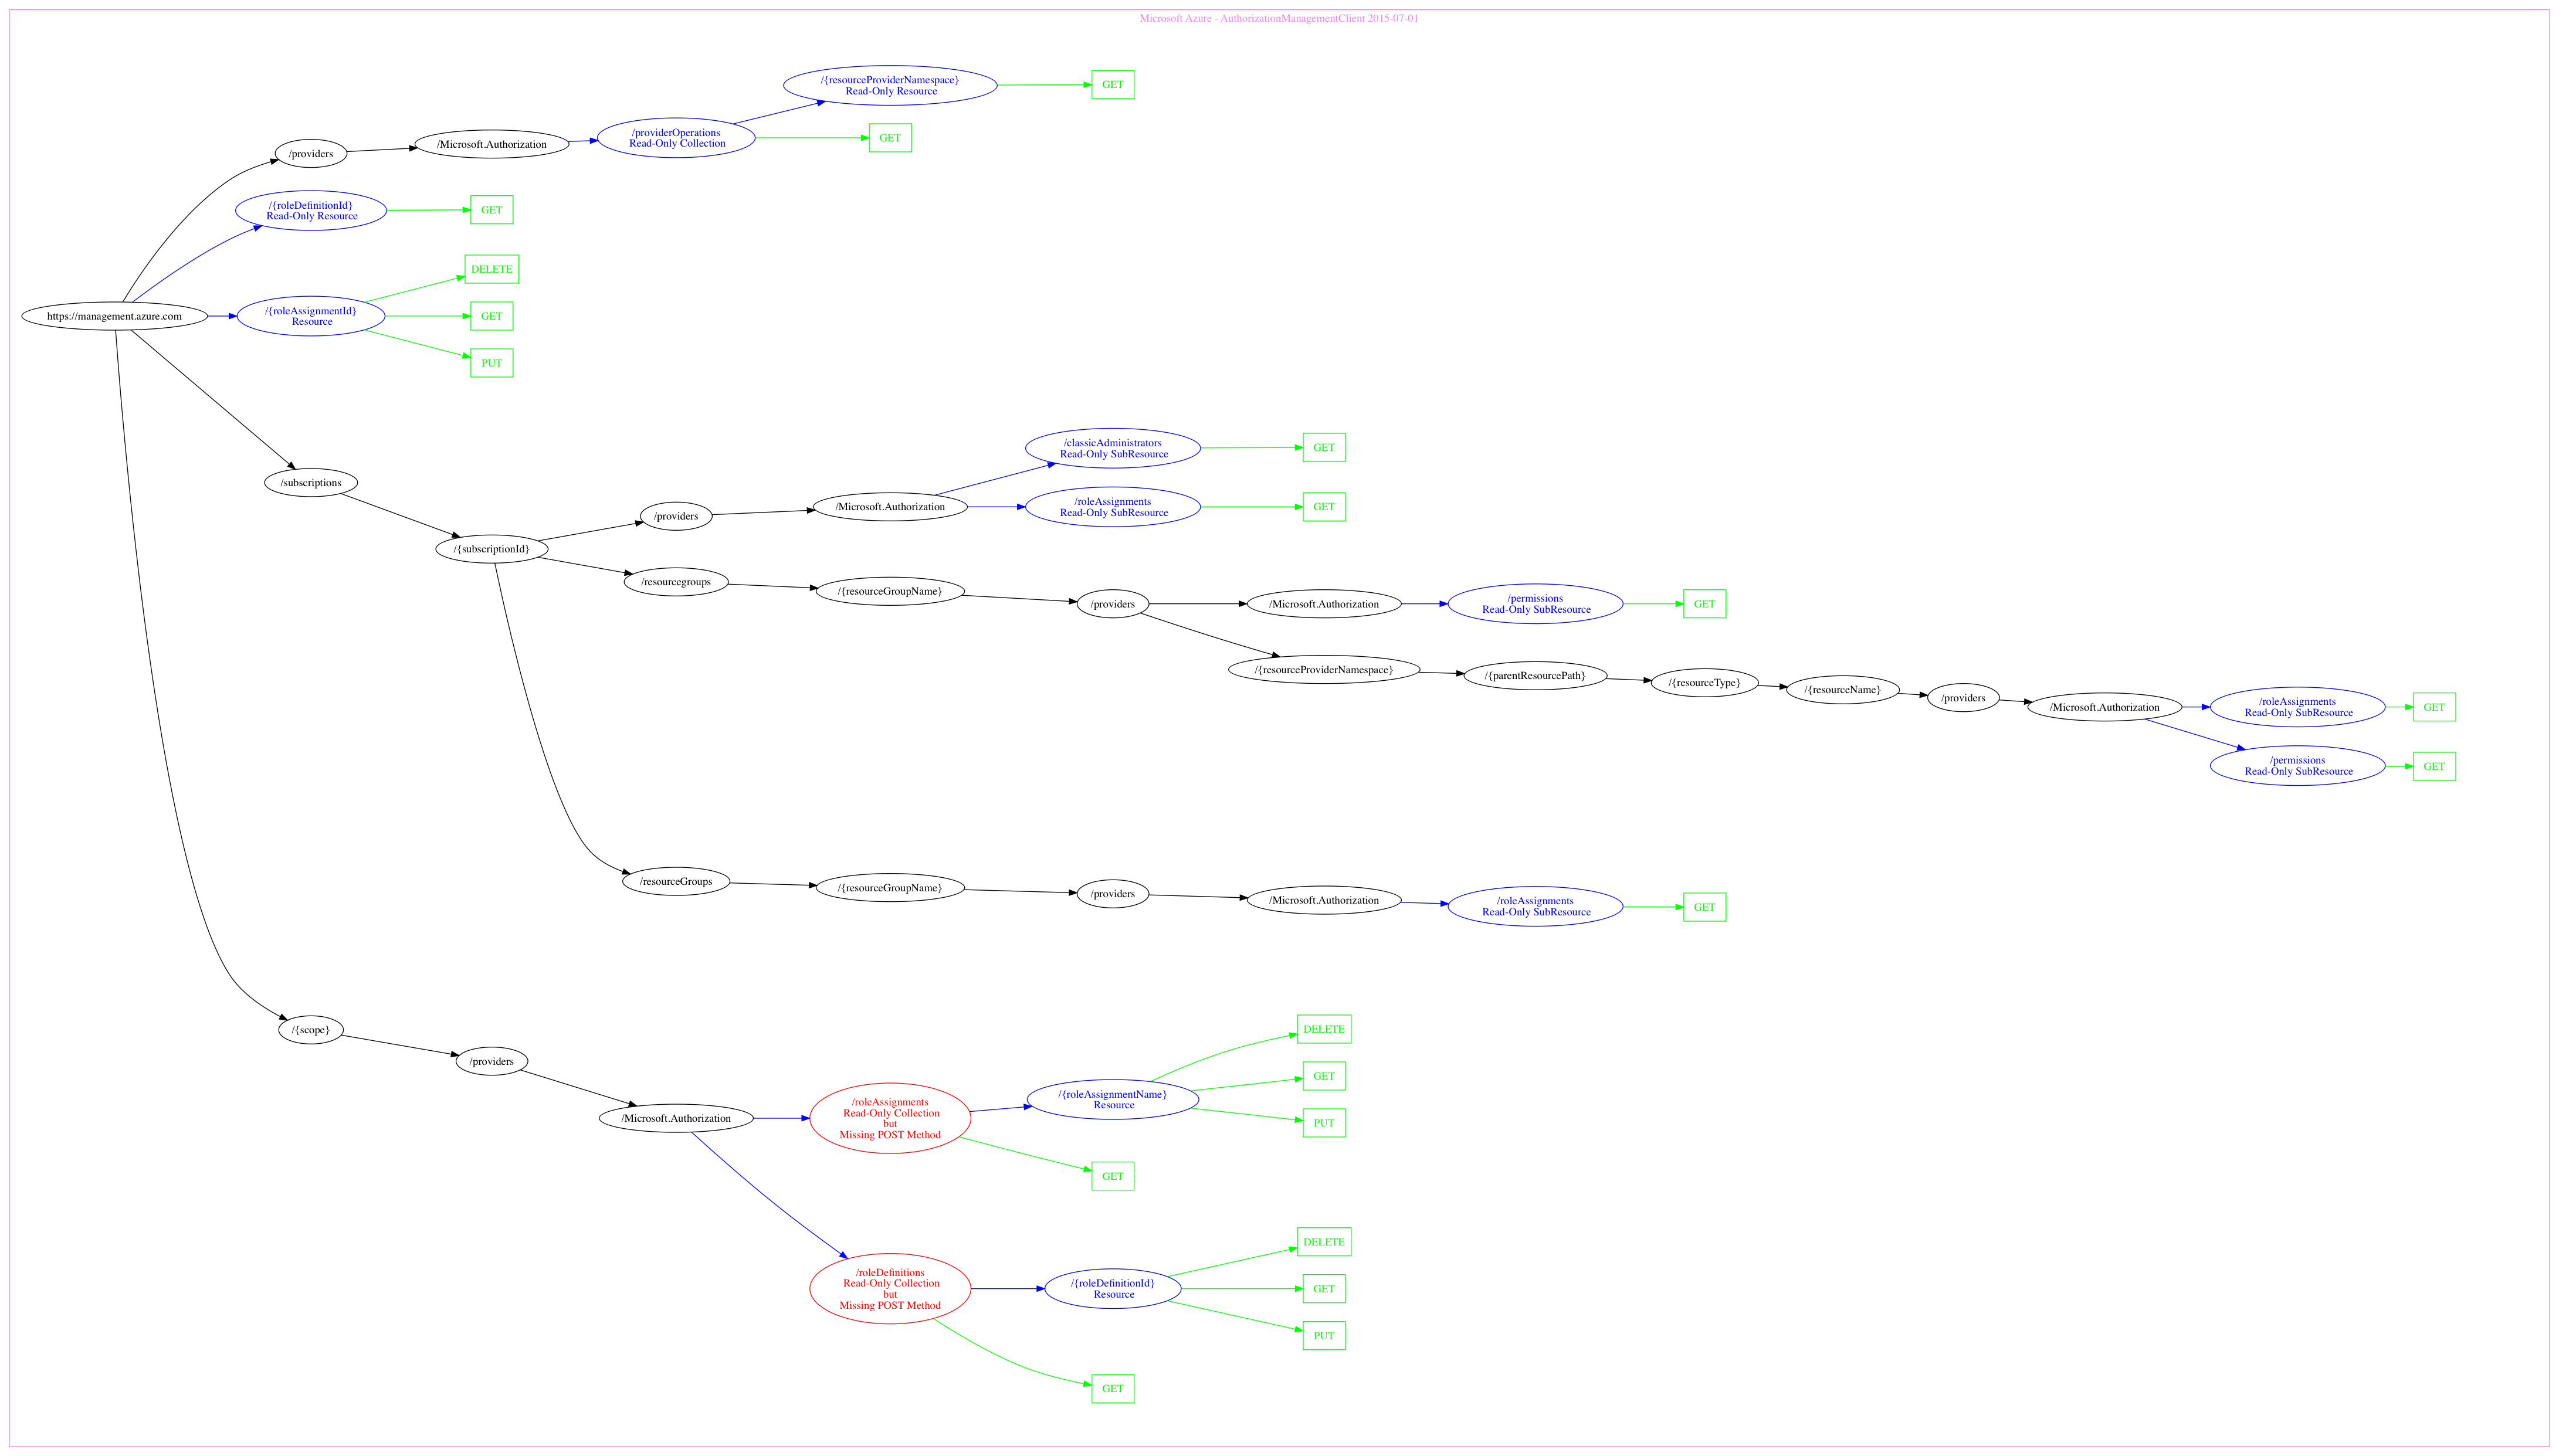 Microsoft Azure - AuthorizationManagementClient 2015-07-01
/{resourceProviderNamespace}
Read-Only Resource
GET
/providerOperations
Read-Only Collection
GET
/providers
/Microsoft.Authorization
/{roleDefinitionId}
Read-Only Resource
GET
DELETE
https://management.azure.com
/{roleAssignmentId}
Resource
GET
PUT
/classicAdministrators
Read-Only SubResource
GET
/subscriptions
/providers
/Microsoft.Authorization
/roleAssignments
Read-Only SubResource
GET
/{subscriptionId}
/resourcegroups
/{resourceGroupName}
/providers
/Microsoft.Authorization
/permissions
Read-Only SubResource
GET
/{resourceProviderNamespace}
/{parentResourcePath}
/{resourceType}
/{resourceName}
/providers
/Microsoft.Authorization
/roleAssignments
Read-Only SubResource
GET
/permissions
Read-Only SubResource
GET
/resourceGroups
/{resourceGroupName}
/providers
/Microsoft.Authorization
/roleAssignments
Read-Only SubResource
GET
/{scope}
/providers
/Microsoft.Authorization
/roleAssignments
Read-Only Collection
but
Missing POST Method
/{roleAssignmentName}
Resource
DELETE
GET
PUT
GET
/roleDefinitions
Read-Only Collection
but
Missing POST Method
/{roleDefinitionId}
Resource
DELETE
GET
PUT
GET